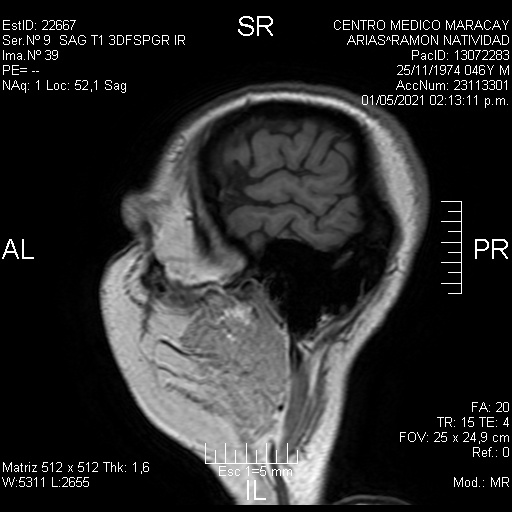 EstID: 22667
Ser.Nº 9 SAG T1 3DFSPGR IR
Ima.Nº 39
PE= --
NAq: 1 Loc: 52,1 Sag
SR
CENTRO MEDICO MARACAY
ARIAS^RAMON NATIVIDAD
PacID: 13072283
25/11/1974 046Y M
AccNum: 23113301
01/05/2021 02:13:11 p.m.
AL
PR
Matriz 512 x 512 Thk: 1,6
W:5311 L:2655
Esc 1=5 mm
IL
FA: 20
TR: 15 TE: 4
FOV: 25 x 24,9 cm
Ref.: 0
Mod.: MR